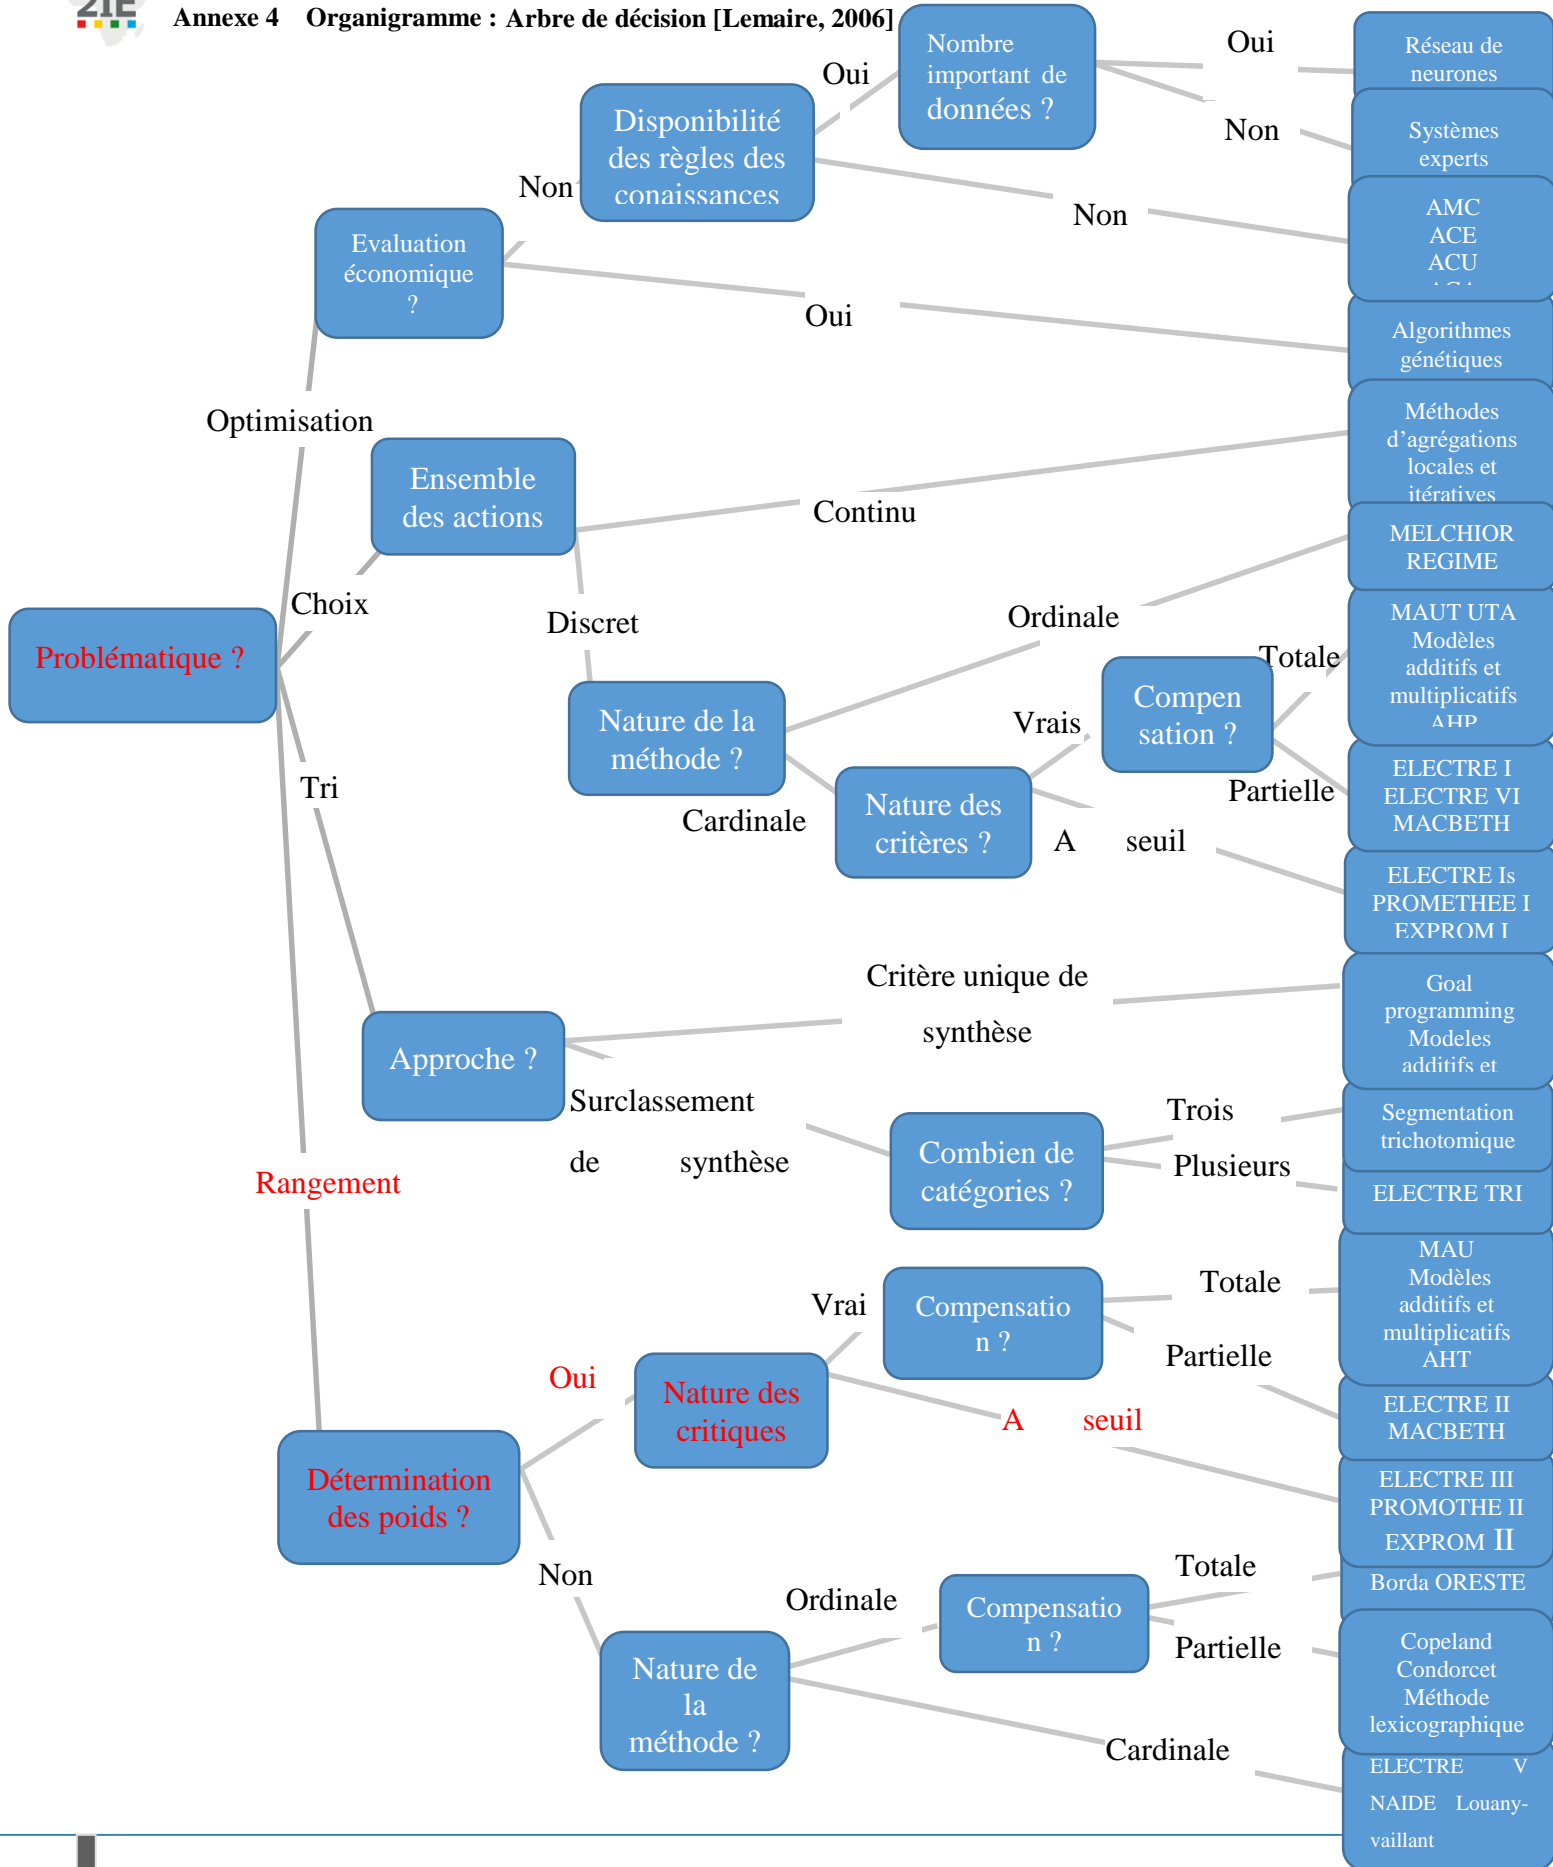 2IE
Annexe 4 Organigramme : Arbre de décision [Lemaire, 2006]
Nombre
important de
données ?
Oui
Réseau de
neurones
Oui
Disponibilité
des règles des
conaissances
Non
Systèmes
experts
Non
Non
AMC
ACE
ACU
Evaluation
économique
?
Oui
Algorithmes
génétiques
Optimisation
Méthodes
d’agrégations
locales et
itératives
Ensemble
des actions
Continu
MELCHIOR
REGIME
Choix
Discret
Ordinale
MAUT UTA
Modèles
additifs et
multiplicatifs
AHP
Problématique ?
Totale
Compen
sation ?
Nature de la
méthode ?
Vrais
Tri
Partielle
ELECTRE I
ELECTRE VI
MACBETH
Cardinale
Nature des
critères ?
A seuil
ELECTRE Is
PROMETHEE I
EXPROM I
Critère unique de
synthèse
Goal
programming
Modeles
additifs et
Approche ?
Surclassement
de synthèse
Trois
Segmentation
trichotomique
Combien de
catégories ?
Plusieurs
ELECTRE TRI
Rangement
MAU
Modèles
additifs et
multiplicatifs
AHT
Vrai
Compensatio
n ?
Totale
Partielle
Oui
Nature des
critiques
A seuil
ELECTRE II
MACBETH
Détermination
des poids ?
ELECTRE III
PROMOTHE II
EXPROM II
Non
Totale
Borda ORESTE
Ordinale
Compensatio
n ?
Partielle
Copeland
Condorcet
Méthode
lexicographique
Nature de
la
méthode ?
Cardinale
ELECTRE V
NAIDE Louany-
vaillant